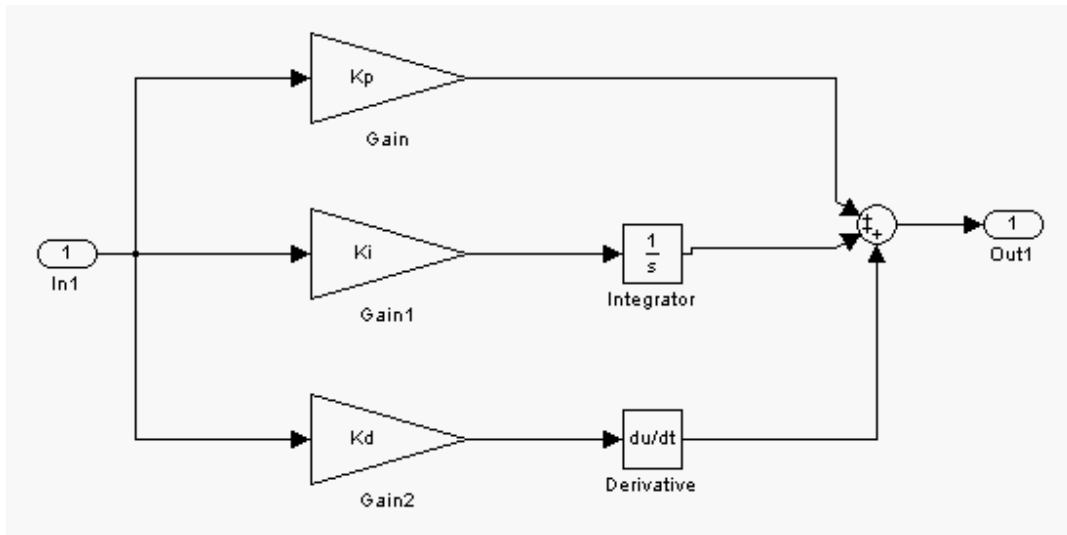 Kp
Gain
1
In1
Ki
Gain1
1
s
Integrator
+
+
+
1
Out1
Kd
Gain2
du/dt
Derivative